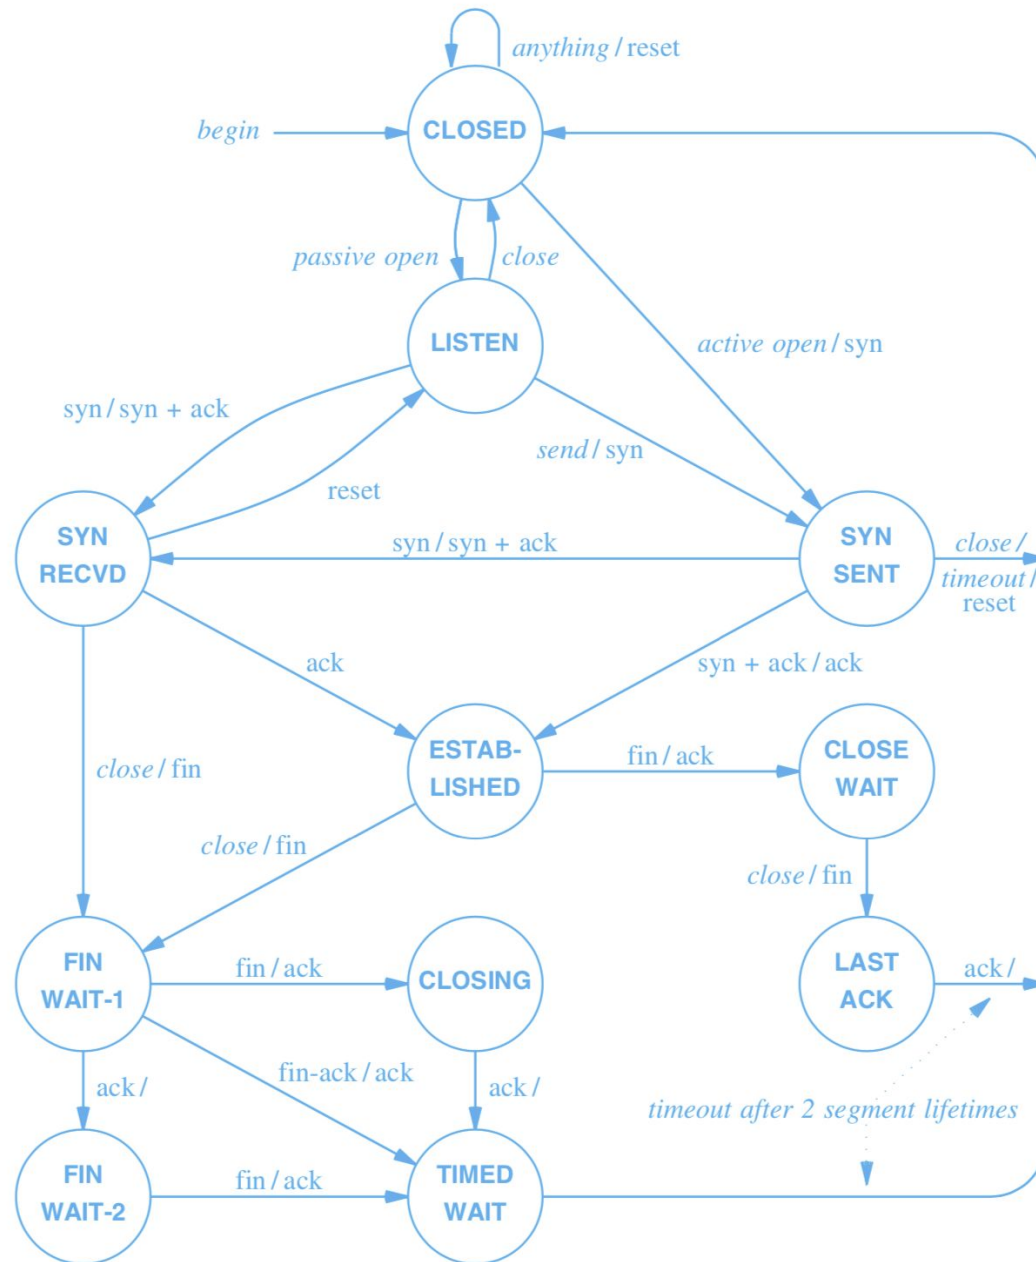 anything / reset
begin
CLOSED
passive open
close
LISTEN
active open / syn
syn / syn + ack
send / syn
reset
SYN
RECVD
syn / syn + ack
SYN
SENT
close /
timeout /
reset
ack
syn + ack / ack
close / fin
ESTAB-
LISHED
fin / ack
CLOSE
WAIT
close / fin
close / fin
FIN
WAIT-1
fin / ack
CLOSING
LAST
ACK
ack /
ack /
fin-ack / ack
ack /
timeout after 2 segment lifetimes
FIN
WAIT-2
fin / ack
TIMED
WAIT